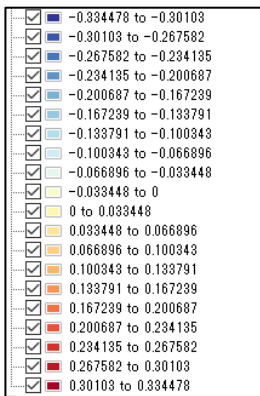 -0.334478 to -0.30103
-0.30103 to -0.267582
-0.267582 to -0.234135
-0.234135 to -0.200687
-0.200687 to -0.167239
-0.167239 to -0.133791
-0.133791 to -0.100343
-0.100343 to -0.066896
-0.066896 to -0.033448
-0.033448 to 0
0 to 0.033448
0.033448 to 0.066896
0.066896 to 0.100343
0.100343 to 0.133791
0.133791 to 0.167239
0.167239 to 0.200687
0.200687 to 0.234135
0.234135 to 0.267582
0.267582 to 0.30103
0.30103 to 0.334478